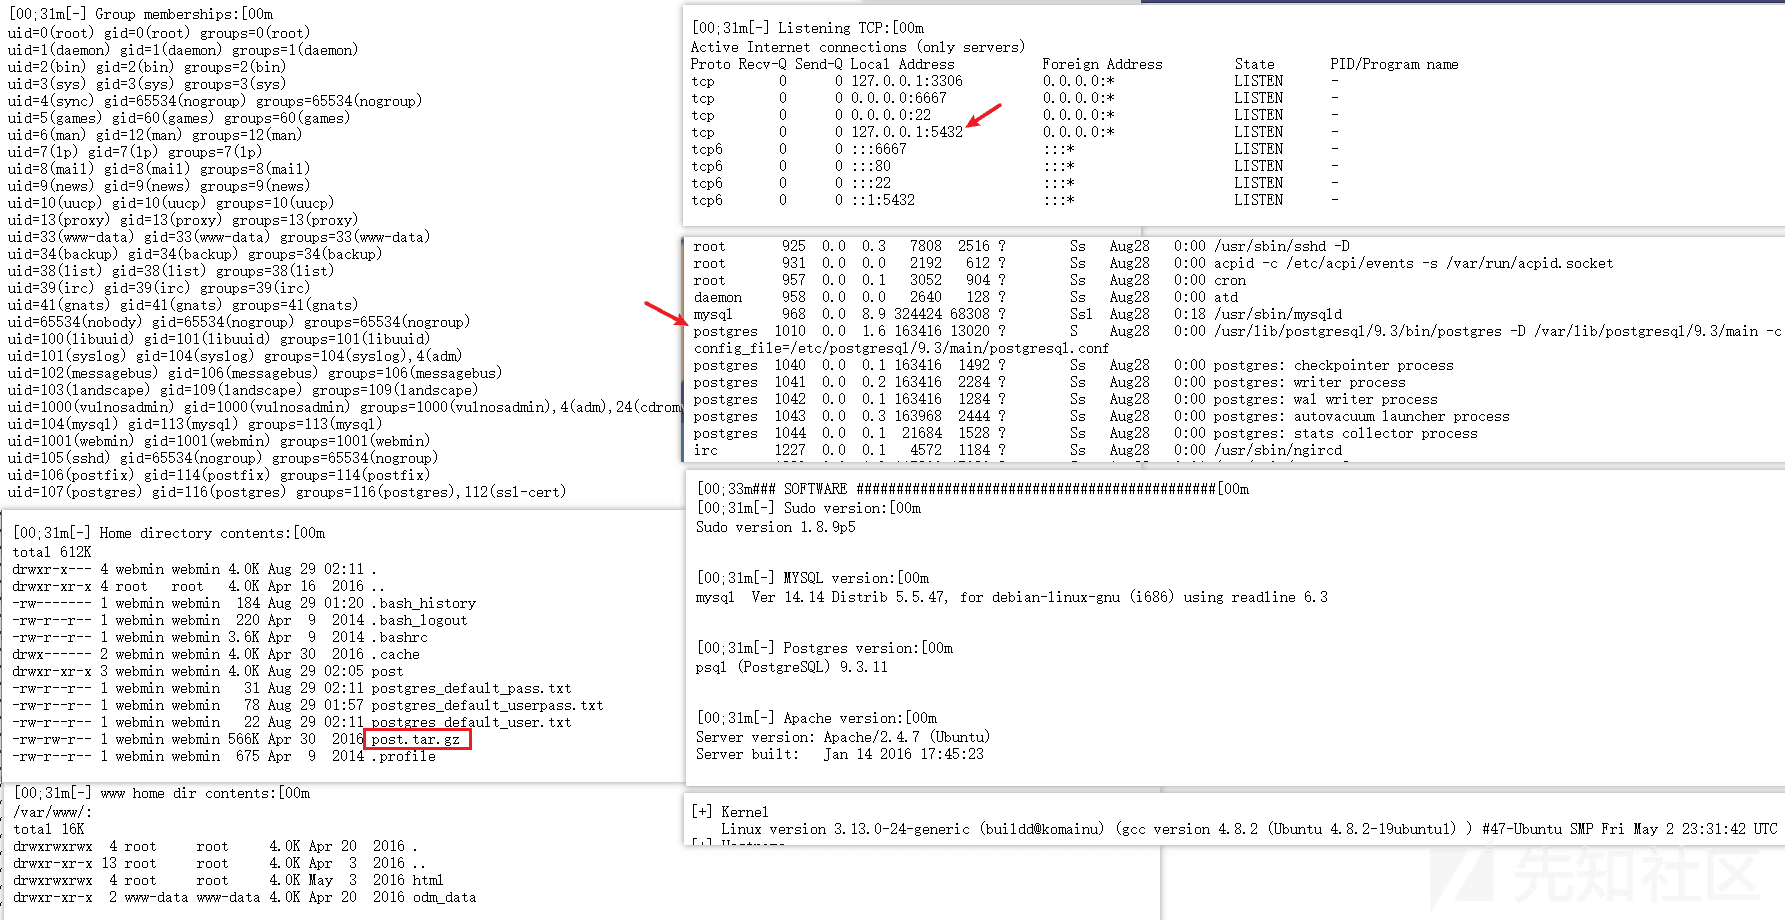 [00;31m[-] Group memberships:[00m
uid=0(root) gid=0(root) groups=0(root)
uid=1(daemon) gid=1(daemon) groups=1(daemon)
uid=2(bin) gid=2(bin) groups=2(bin)
uid=3(sys) gid=3(sys) groups=3(sys)
uid=4(sync) gid=65534(nogroup) groups=65534(nogroup)
uid=5(games) gid=60(games) groups=60(games)
uid=6(man) gid=12(man) groups=12(man)
uid=7(lp) gid=7(lp) groups=7(lp)
uid=8(mail) gid=8(mail) groups=8(mail)
uid=9(news) gid=9(news) groups=9(news)
uid=10(uucp) gid=10(uucp) groups=10(uucp)
uid=13(proxy) gid=13(proxy) groups=13(proxy)
uid=33(www-data) gid=33(www-data) groups=33(www-data)
uid=34(backup) gid=34(backup) groups=34(backup)
uid=38(list) gid=38(list) groups=38(list)
uid=39(irc) gid=39(irc) groups=39(irc)
uid=41(gnats) gid=41(gnats) groups=41(gnats)
uid=65534(nobody) gid=65534(nogroup) groups=65534(nogroup)
uid=100(libuuid) gid=101(libuuid) groups=101(libuuid)
uid=101(syslog) gid=104(syslog) groups=104(syslog),4(adm)
uid=102(messagebus) gid=106(messagebus) groups=106(messagebus)
uid=103(landscape) gid=109(landscape) groups=109(landscape)
uid=1000(vulnosadmin) gid=1000(vulnosadmin) groups=1000(vulnosadmin),4(adm),24(cdrom
uid=104(mysql) gid=113(mysql) groups=113(mysql)
uid=1001(webmin) gid=1001(webmin) groups=1001(webmin)
uid=105(sshd) gid=65534(nogroup) groups=65534(nogroup)
uid=106(postfix) gid=114(postfix) groups=114(postfix)
uid=107(postgres) gid=116(postgres) groups=116(postgres),112(ssl-cert)
[00;31m[-] Home directory contents:[00m
total 612K
drwxr-x--- 4 webmin webmin 4.0K Aug 29 02:11 .
drwxr-xr-x 4 root   root   4.0K Apr 16  2016 ..
-rw------- 1 webmin webmin  184 Aug 29 01:20 .bash_history
-rw-r--r-- 1 webmin webmin  220 Apr  9  2014 .bash_logout
-rw-r--r-- 1 webmin webmin 3.6K Apr  9  2014 .bashrc
drwx------ 2 webmin webmin 4.0K Apr 30  2016 .cache
drwxr-xr-x 3 webmin webmin 4.0K Aug 29 02:05 post
-rw-r--r-- 1 webmin webmin   31 Aug 29 02:11 postgres_default_pass.txt
-rw-r--r-- 1 webmin webmin   78 Aug 29 01:57 postgres_default_userpass.txt
-rw-r--r-- 1 webmin webmin   22 Aug 29 02:11 postgres_default_user.txt
-rw-rw-r-- 1 webmin webmin 566K Apr 30  2016 post.tar.gz
-rw-r--r-- 1 webmin webmin  675 Apr  9  2014 .profile
[00;31m[-] www home dir contents:[00m
/var/www/:
total 16K
drwxrwxrwx  4 root     root     4.0K Apr 20  2016 .
drwxr-xr-x 13 root     root     4.0K Apr  3  2016 ..
drwxrwxrwx  4 root     root     4.0K May  3  2016 html
drwxr-xr-x  2 www-data www-data 4.0K Apr 20  2016 odm_data
[00;31m[-] Listening TCP:[00m
Active Internet connections (only servers)
Proto Recv-Q Send-Q Local Address           Foreign Address         State       PID/Program name
tcp        0      0 127.0.0.1:3306          0.0.0.0:*               LISTEN      -
tcp        0      0 0.0.0.0:6667            0.0.0.0:*               LISTEN      -
tcp        0      0 0.0.0.0:22              0.0.0.0:*               LISTEN      -
tcp        0      0 127.0.0.1:5432          0.0.0.0:*               LISTEN      -
tcp6       0      0 :::6667                 :::*                    LISTEN      -
tcp6       0      0 :::80                   :::*                    LISTEN      -
tcp6       0      0 :::22                   :::*                    LISTEN      -
tcp6       0      0 ::1:5432                :::*                    LISTEN      -
root       925  0.0  0.3   7808  2516 ?        Ss   Aug28   0:00 /usr/sbin/sshd -D
root       931  0.0  0.0   2192   612 ?        Ss   Aug28   0:00 acpid -c /etc/acpi/events -s /var/run/acpid.socket
root       957  0.0  0.1   3052   904 ?        Ss   Aug28   0:00 cron
daemon     958  0.0  0.0   2640   128 ?        Ss   Aug28   0:00 atd
mysql      968  0.0  8.9 324424 68308 ?        Ssl  Aug28   0:18 /usr/sbin/mysqld
postgres  1010  0.0  1.6 163416 13020 ?        S    Aug28   0:00 /usr/lib/postgresql/9.3/bin/postgres -D /var/lib/postgresql/9.3/main -c
config_file=/etc/postgresql/9.3/main/postgresql.conf
postgres  1040  0.0  0.1 163416  1492 ?        Ss   Aug28   0:00 postgres: checkpointer process
postgres  1041  0.0  0.2 163416  2284 ?        Ss   Aug28   0:00 postgres: writer process
postgres  1042  0.0  0.1 163416  1284 ?        Ss   Aug28   0:00 postgres: wal writer process
postgres  1043  0.0  0.3 163968  2444 ?        Ss   Aug28   0:00 postgres: autovacuum launcher process
postgres  1044  0.0  0.1  21684  1528 ?        Ss   Aug28   0:00 postgres: stats collector process
irc       1227  0.0  0.1   4572  1184 ?        Ss   Aug28   0:00 /usr/sbin/ngircd
[00;33m### SOFTWARE #############################################[00m
[00;31m[-] Sudo version:[00m
Sudo version 1.8.9p5
[00;31m[-] MYSQL version:[00m
mysql  Ver 14.14 Distrib 5.5.47, for debian-linux-gnu (i686) using readline 6.3
[00;31m[-] Postgres version:[00m
psql (PostgreSQL) 9.3.11
[00;31m[-] Apache version:[00m
Server version: Apache/2.4.7 (Ubuntu)
Server built:   Jan 14 2016 17:45:23
[+] Kernel
Linux version 3.13.0-24-generic (buildd@komainu) (gcc version 4.8.2 (Ubuntu 4.8.2-19ubuntu1) ) #47-Ubuntu SMP Fri May 2 23:31:42 UTC
先知社区